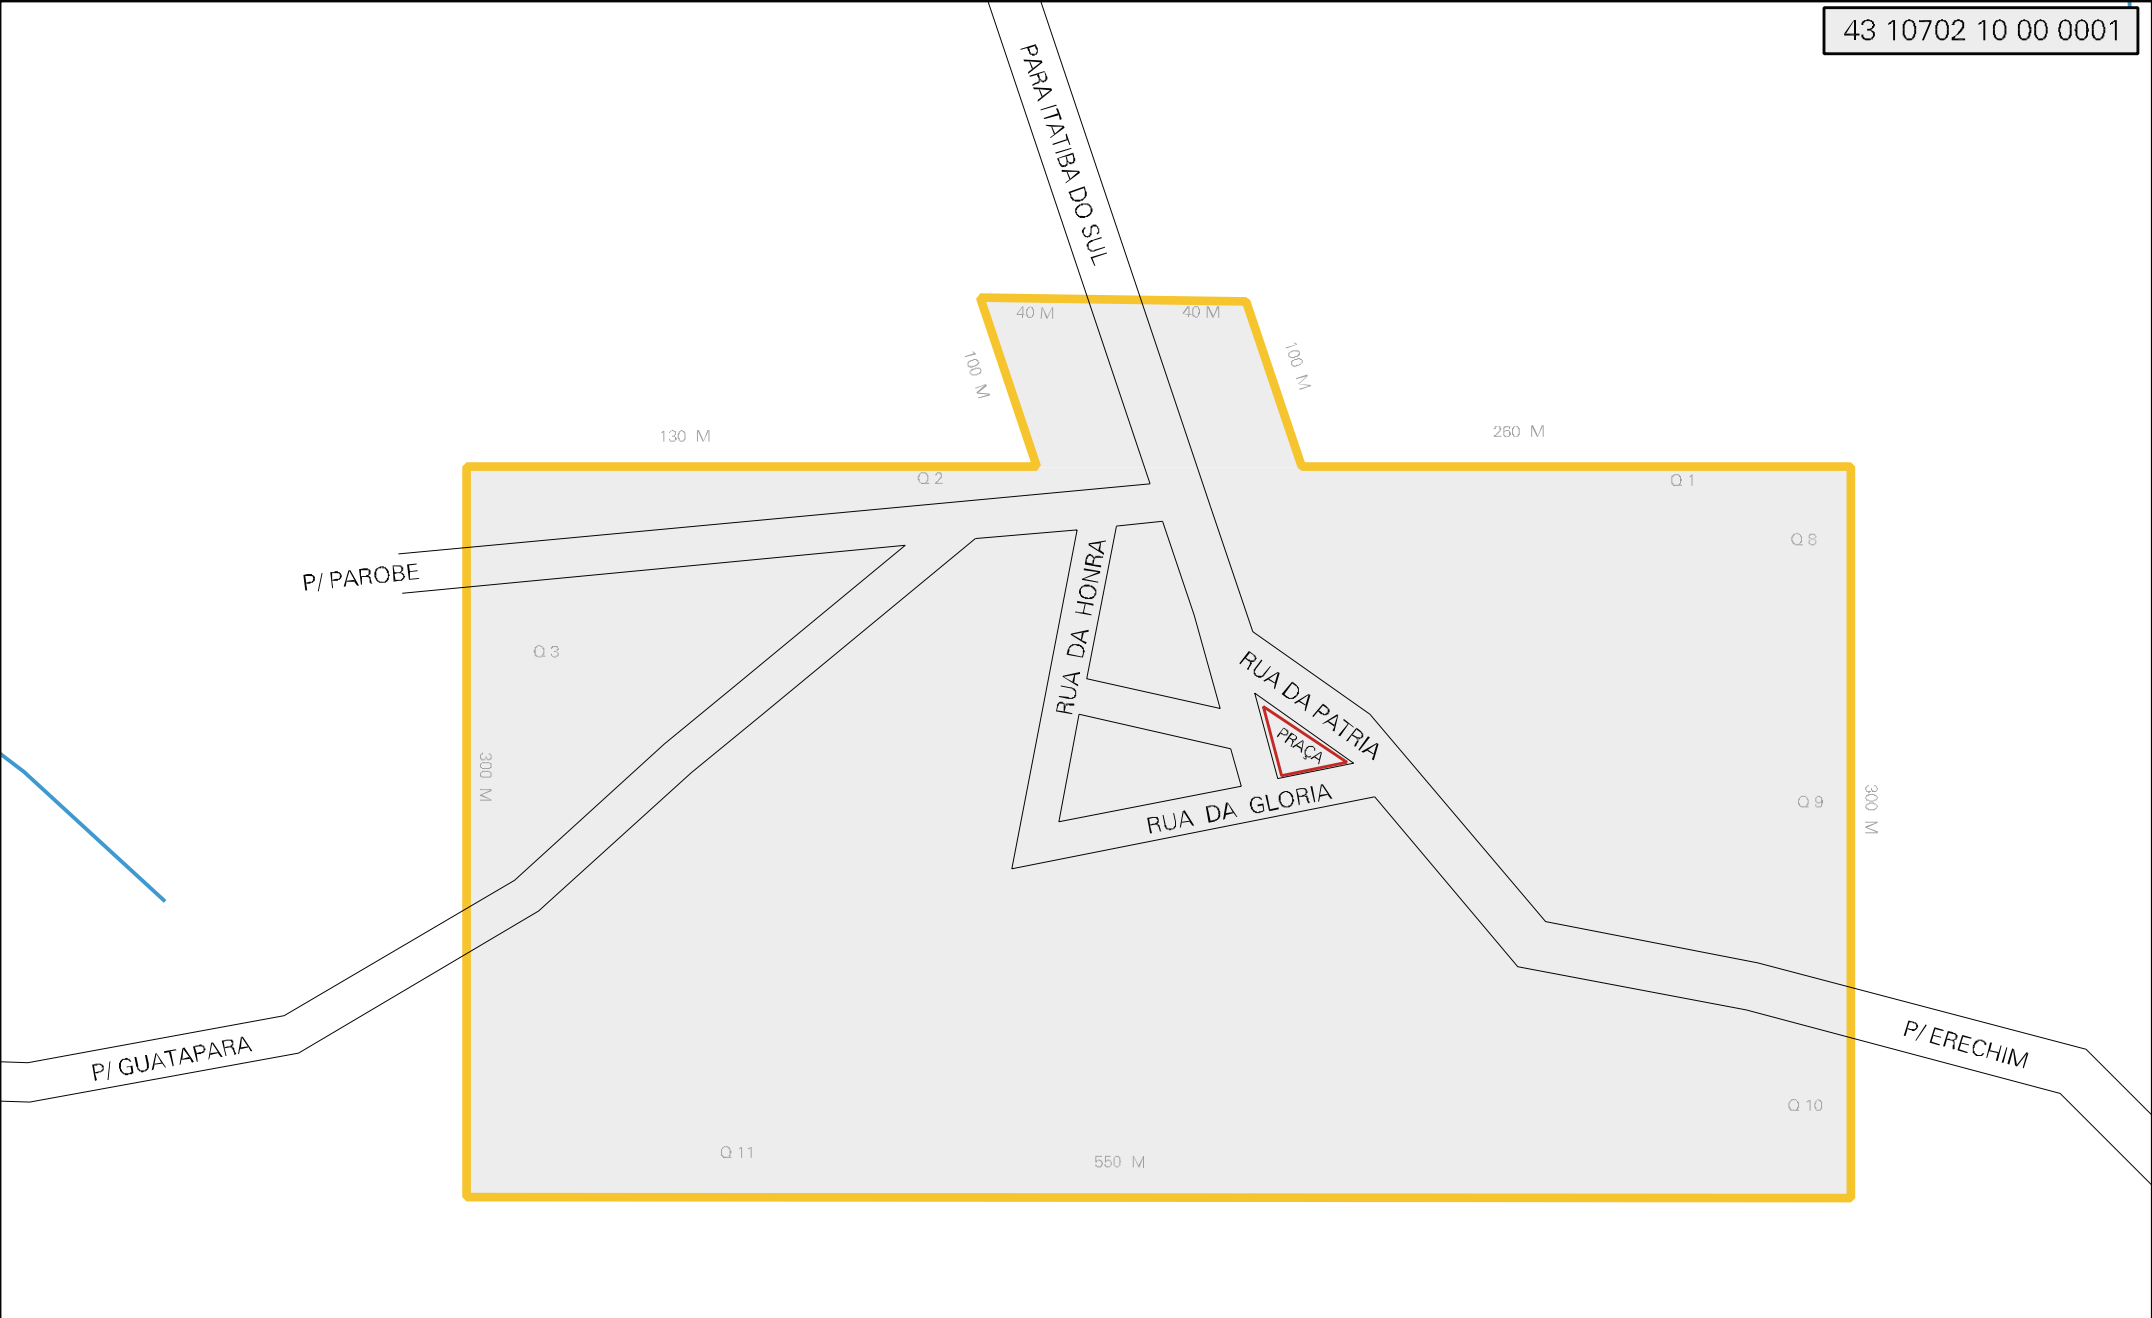 43 10702 10 00 0001
PARA ITATIBA DO SUL
40 M
40 M
100 M
100 M
130 M
260 M
Q 2
Q 1
Q 8
P/ PAROBE
RUA DA HONRA
Q 3
RUA DA PATRIA
PRAÇA
300 M
RUA DA GLORIA
Q 9
300 M
P/ GUATAPARA
P/ ERECHIM
Q 10
Q 11
550 M